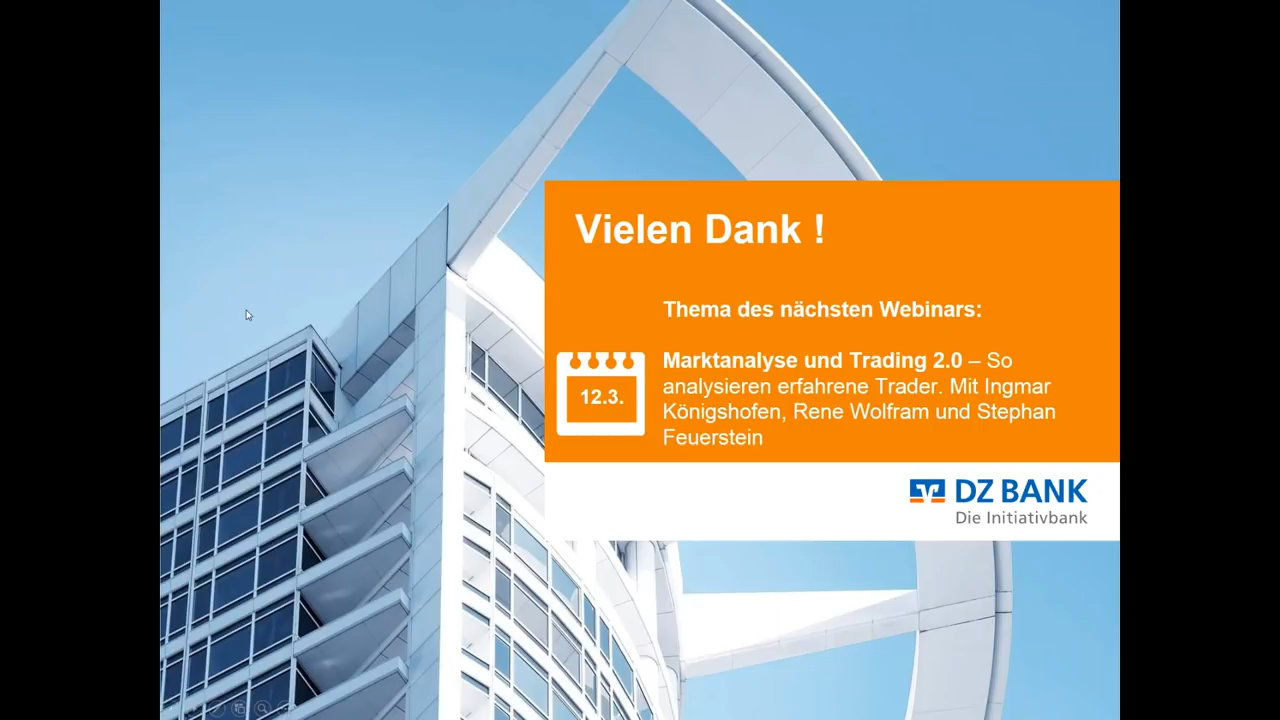 Vielen Dank !
Thema des nächsten Webinars:
12.3.
Marktanalyse und Trading 2.0 – So
analysieren erfahrene Trader. Mit Ingmar
Königshofen, Rene Wolfram und Stephan
Feuerstein
DZ BANK
Die Initiativbank